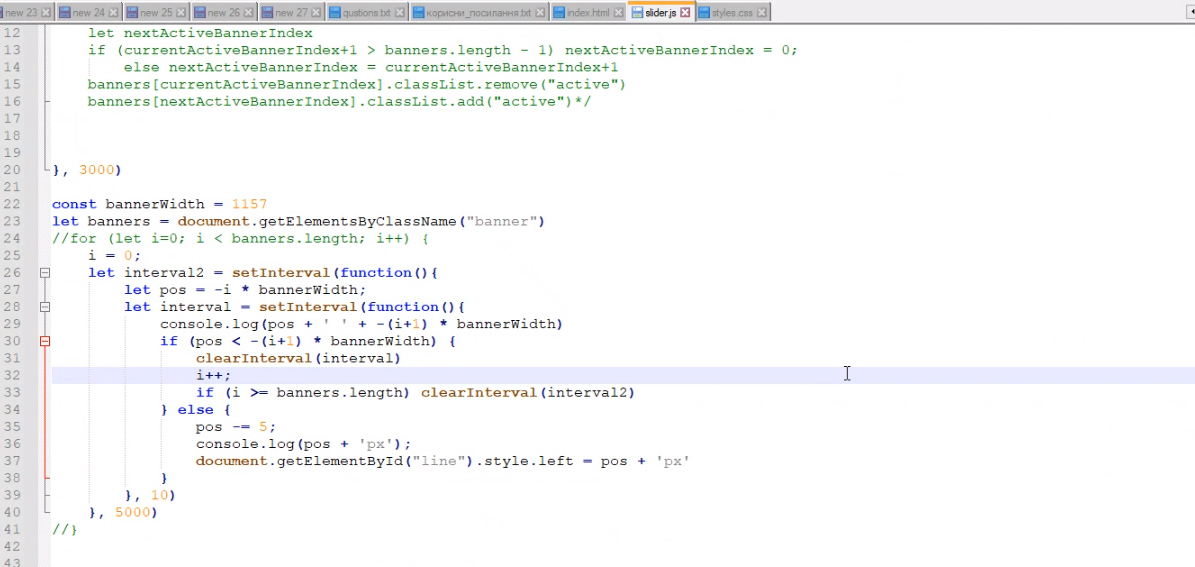 new 23 new 24 new 25 new 26 new 27 qustions.txt корисни_посилання.txt index.html slider.js styles.css
12 let nextActiveBannerIndex
13 if (currentActiveBannerIndex+1 > banners.length - 1) nextActiveBannerIndex = 0;
14 else nextActiveBannerIndex = currentActiveBannerIndex+1
15 banners[currentActiveBannerIndex].classList.remove("active")
16 banners[nextActiveBannerIndex].classList.add("active")*/
17
18
19
20 }, 3000)
21
22 const bannerWidth = 1157
23 let banners = document.getElementsByClassName("banner")
24 //for (let i=0; i < banners.length; i++) {
25 i = 0;
26 let interval2 = setInterval(function(){
27 let pos = -i * bannerWidth;
28 let interval = setInterval(function(){
29 console.log(pos + ' ' + -(i+1) * bannerWidth)
30 if (pos < -(i+1) * bannerWidth) {
31 clearInterval(interval)
32 i++;
33 if (i >= banners.length) clearInterval(interval2)
34 } else {
35 pos -= 5;
36 console.log(pos + 'px');
37 document.getElementById("line").style.left = pos + 'px'
38 }
39 }, 10)
40 }, 5000)
41 //}
42
43